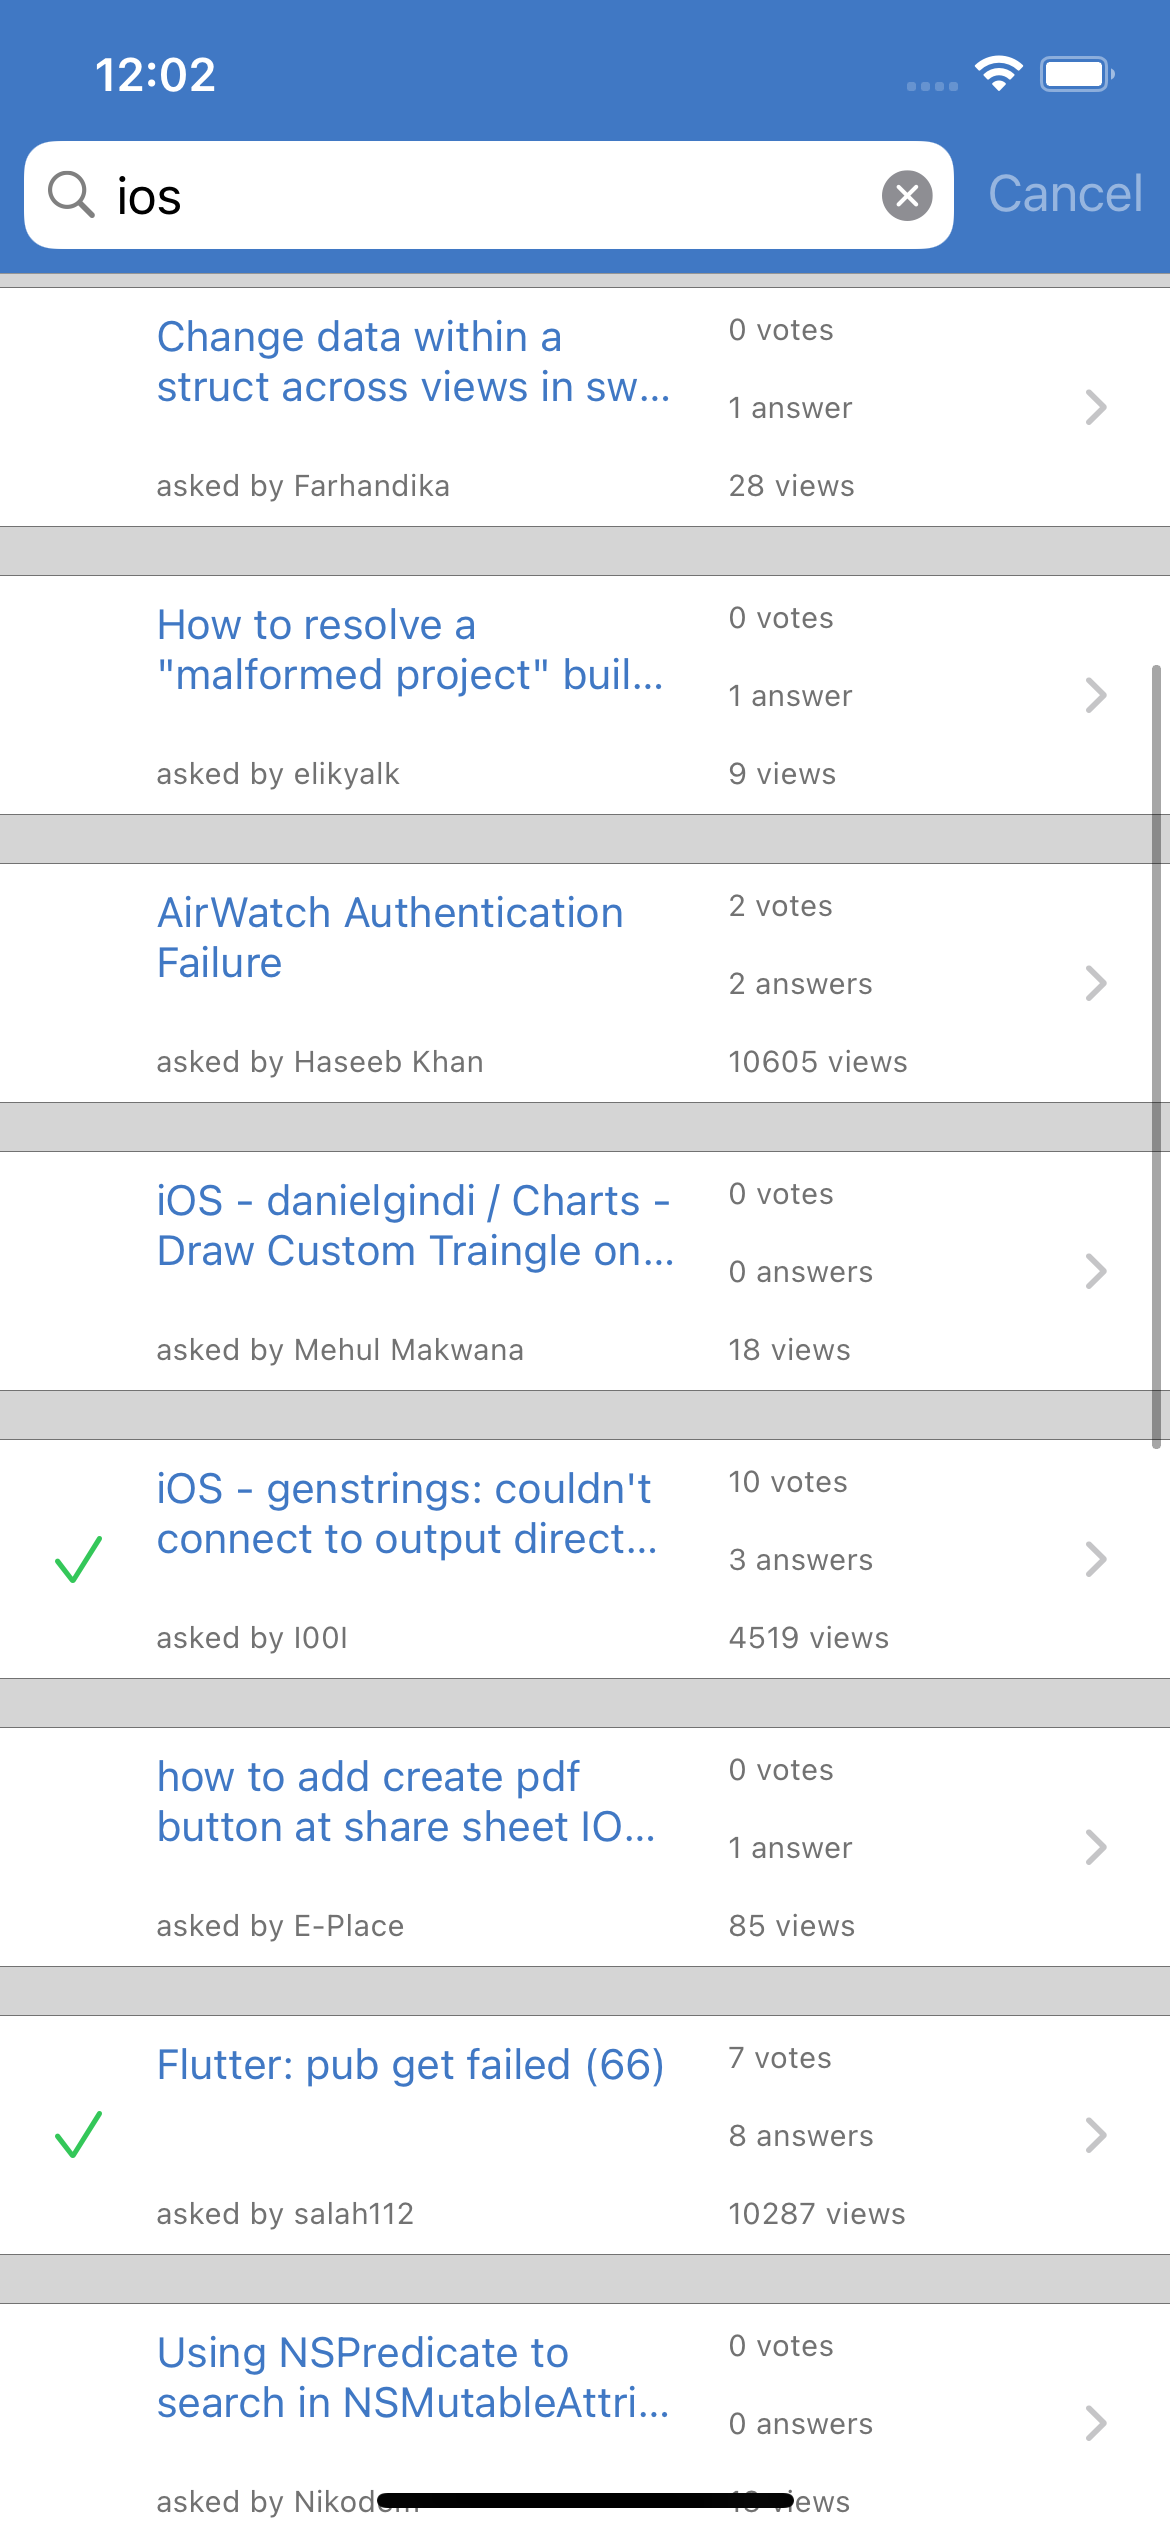 12:02
ios
Cancel
Change data within a
struct across views in sw...
asked by Farhandika
0 votes
1 answer
28 views
How to resolve a
"malformed project" buil...
asked by elikyalk
0 votes
1 answer
9 views
AirWatch Authentication
Failure
asked by Haseeb Khan
2 votes
2 answers
10605 views
iOS - danielgindi / Charts -
Draw Custom Traingle on...
asked by Mehul Makwana
0 votes
0 answers
18 views
iOS - genstrings: couldn't
connect to output direct...
asked by I00I
10 votes
3 answers
4519 views
how to add create pdf
button at share sheet IO...
asked by E-Place
0 votes
1 answer
85 views
Flutter: pub get failed (66)
asked by salah112
7 votes
8 answers
10287 views
Using NSPredicate to
search in NSMutableAttri...
asked by
0 votes
0 answers
views